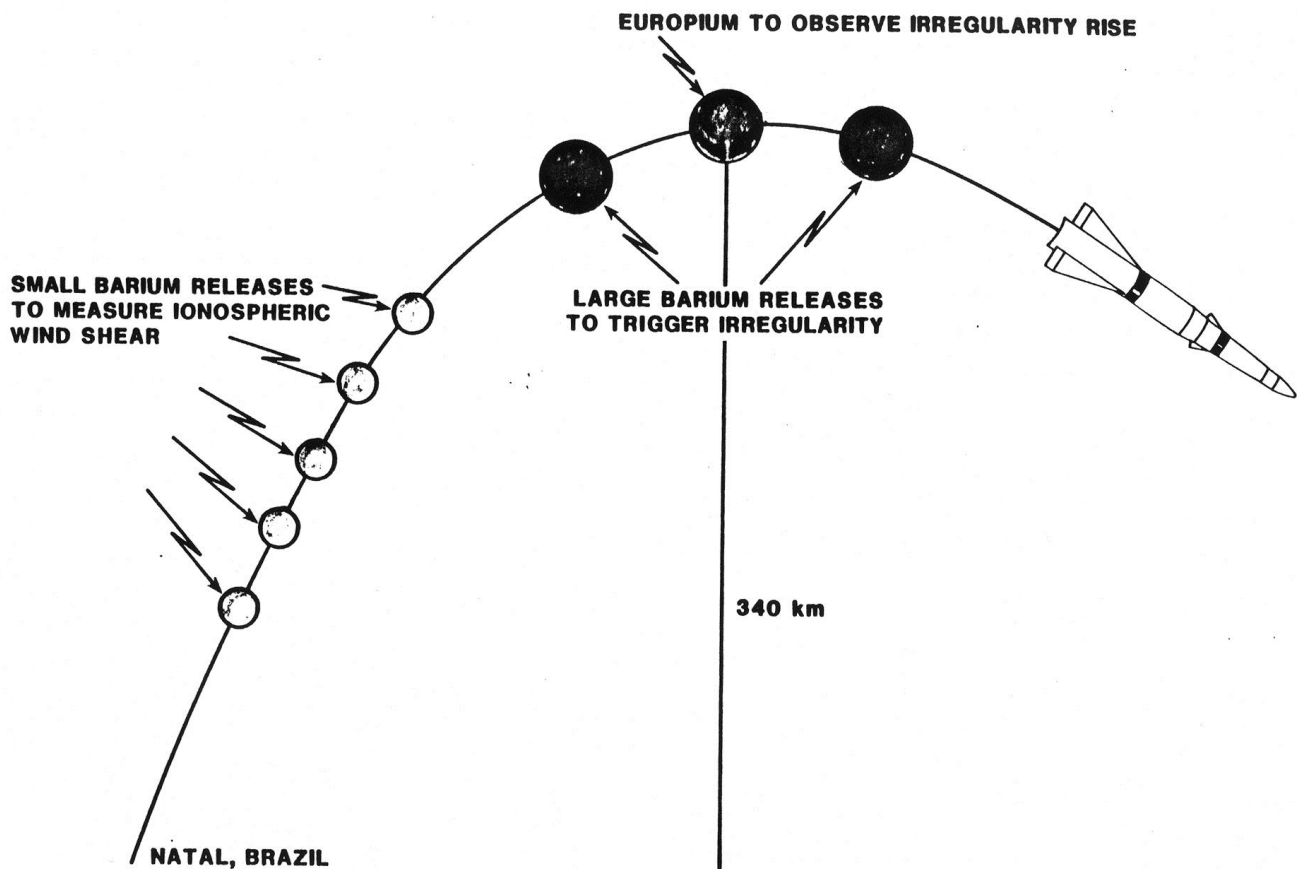 EUROPIUM TO OBSERVE IRREGULARITY RISE
SMALL BARIUM RELEASES
TO MEASURE IONOSPHERIC
WIND SHEAR
LARGE BARIUM RELEASES
TO TRIGGER IRREGULARITY
340 km
NATAL, BRAZIL